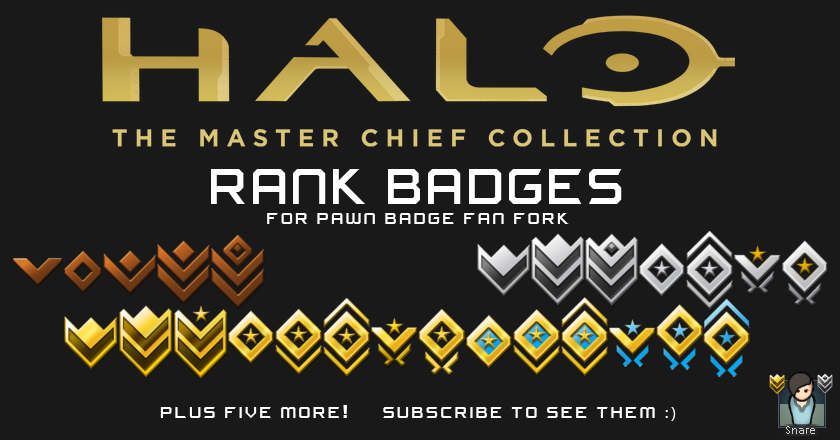 HALO
THE MASTER CHIEF COLLECTION
RANK BADGES
FOR PAWN BADGE FAN FORK
PLUS FIVE MORE! SUBSCRIBE TO SEE THEM :)
Snare